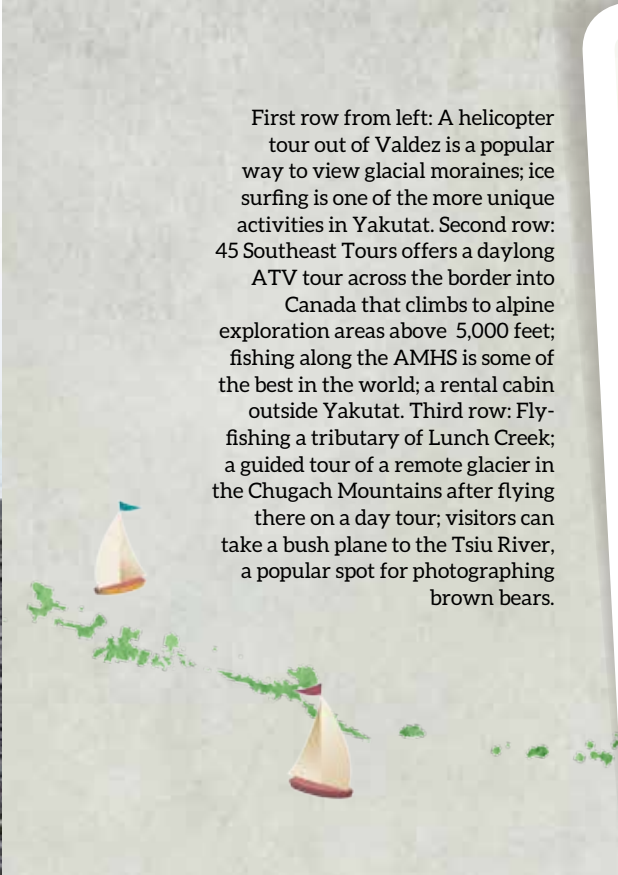 First row from left: A helicopter
tour out of Valdez is a popular
way to view glacial moraines; ice
surfing is one of the more unique
activities in Yakutat. Second row:
45 Southeast Tours offers a daylong
ATV tour across the border into
Canada that climbs to alpine
exploration areas above 5,000 feet;
fishing along the AMHS is some of
the best in the world; a rental cabin
outside Yakutat. Third row: Fly-
fishing a tributary of Lunch Creek;
a guided tour of a remote glacier in
the Chugach Mountains after flying
there on a day tour; visitors can
take a bush plane to the Tsiu River,
a popular spot for photographing
brown bears.